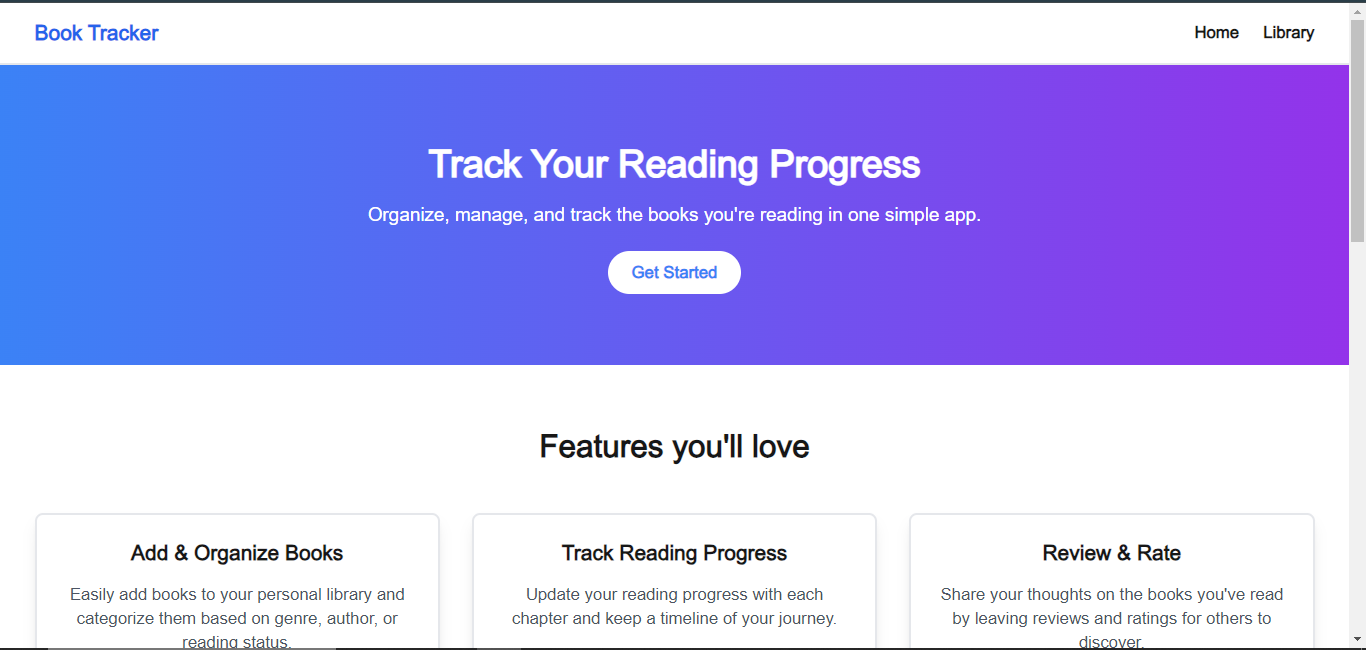 Book Tracker
Home
Library
Track Your Reading Progress
Organize, manage, and track the books you're reading in one simple app.
Get Started
Features you'll love
Add & Organize Books
Easily add books to your personal library and
categorize them based on genre, author, or
reading status.
Track Reading Progress
Update your reading progress with each
chapter and keep a timeline of your journey.
Review & Rate
Share your thoughts on the books you've read
by leaving reviews and ratings for others to
discover.